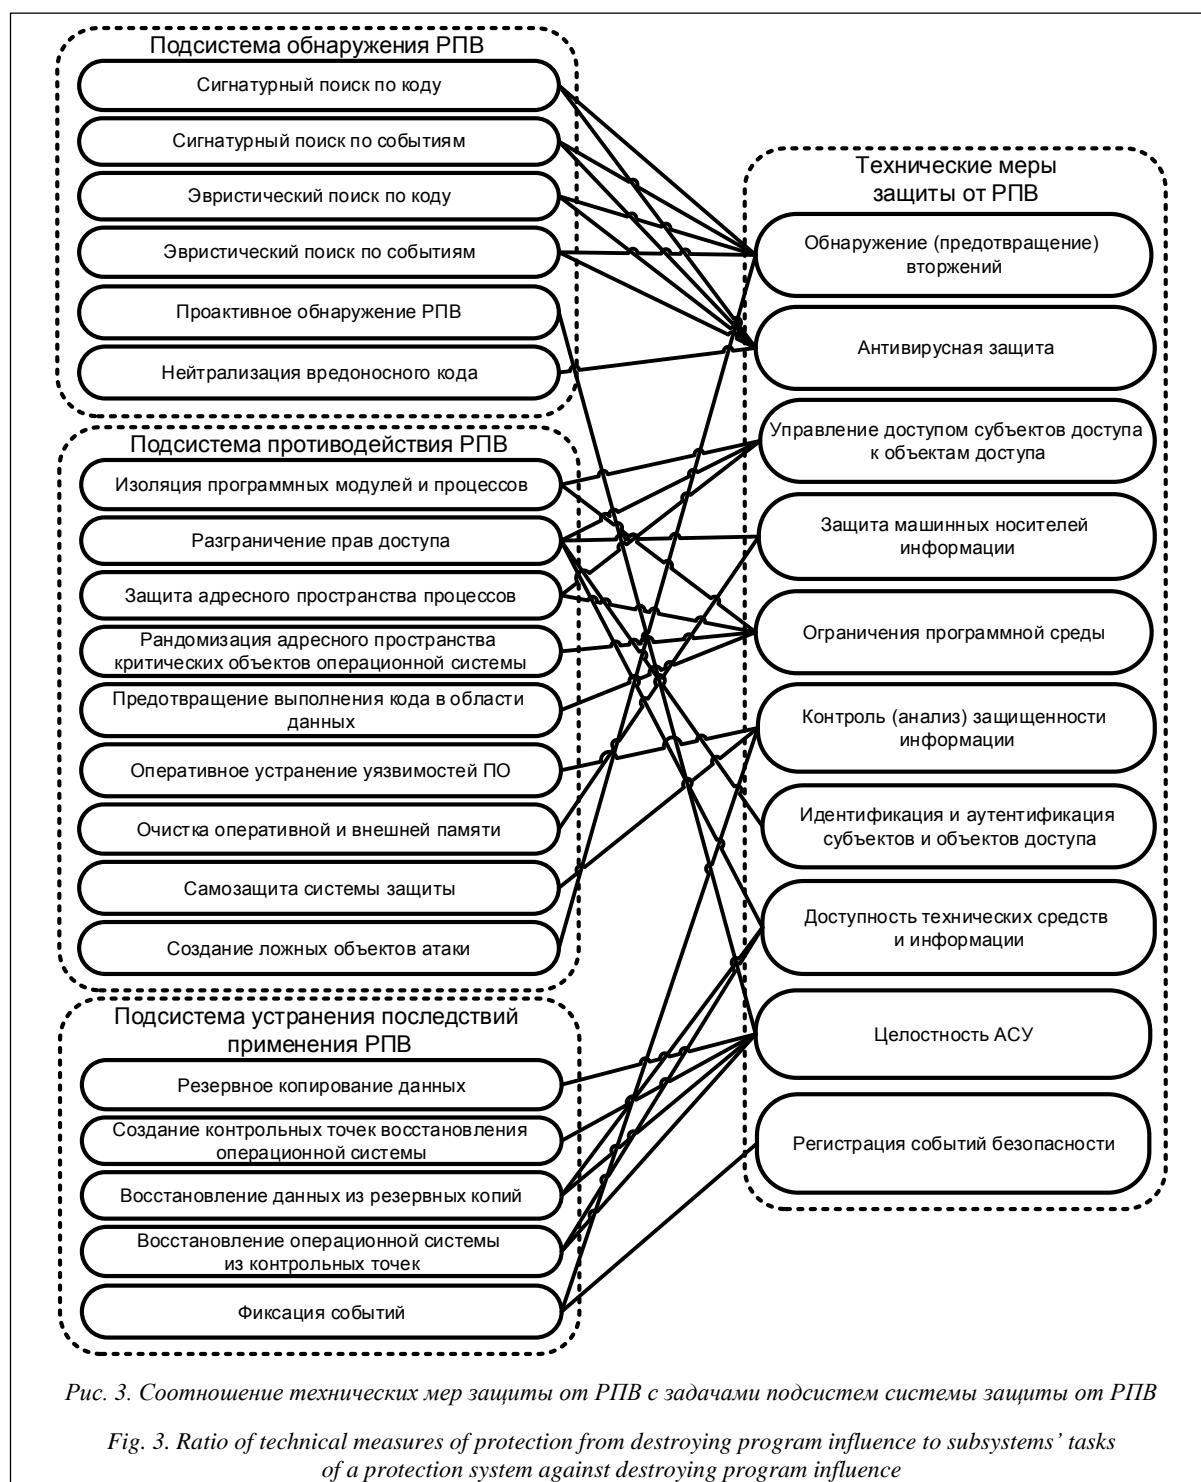 Подсистема обнаружения РПВ
Сигнатурный поиск по коду
Сигнатурный поиск по событиям
Эвристический поиск по коду
Эвристический поиск по событиям
Проактивное обнаружение РПВ
Нейтрализация вредоносного кода
Подсистема противодействия РПВ
Изоляция программных модулей и процессов
Разграничение прав доступа
Защита адресного пространства процессов
Рандомизация адресного пространства
критических объектов операционной системы
Предотвращение выполнения кода в области
данных
Оперативное устранение уязвимостей ПО
Очистка оперативной и внешней памяти
Самозащита системы защиты
Создание ложных объектов атаки
Подсистема устранения последствий
применения РПВ
Резервное копирование данных
Создание контрольных точек восстановления
операционной системы
Восстановление данных из резервных копий
Восстановление операционной системы
из контрольных точек
Фиксация событий
Технические меры
защиты от РПВ
Обнаружение (предотвращение)
вторжений
Антивирусная защита
Управление доступом субъектов доступа
к объектам доступа
Защита машинных носителей
информации
Ограничения программной среды
Контроль (анализ) защищенности
информации
Идентификация и аутентификация
субъектов и объектов доступа
Доступность технических средств
и информации
Целостность АСУ
Регистрация событий безопасности
Рис. 3. Соотношение технических мер защиты от РПВ с задачами подсистем системы защиты от РПВ
Fig. 3. Ratio of technical measures of protection from destroying program influence to subsystems’ tasks
of a protection system against destroying program influence